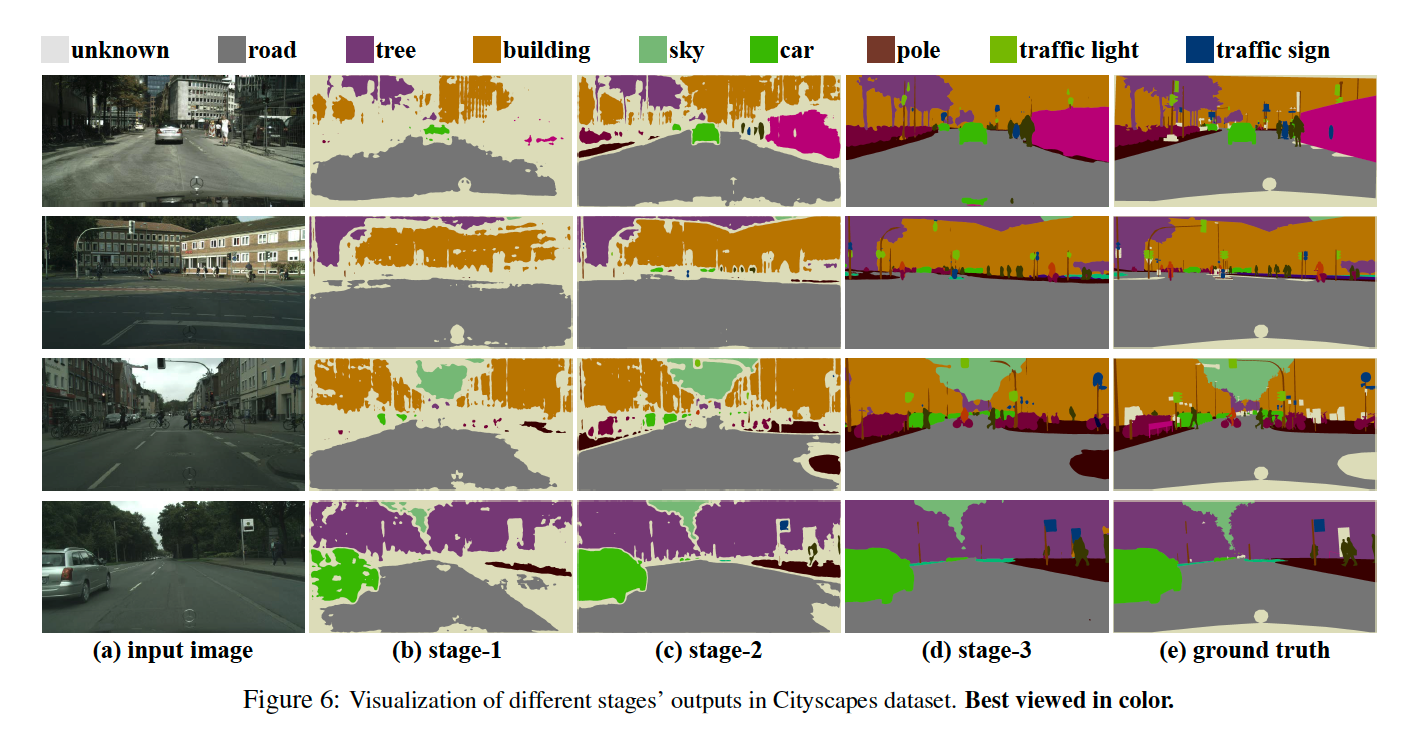 unknown road tree building sky car pole traffic light traffic sign
(a) input image (b) stage-1 (c) stage-2 (d) stage-3 (e) ground truth
Figure 6: Visualization of different stages’ outputs in Cityscapes dataset. Best viewed in color.